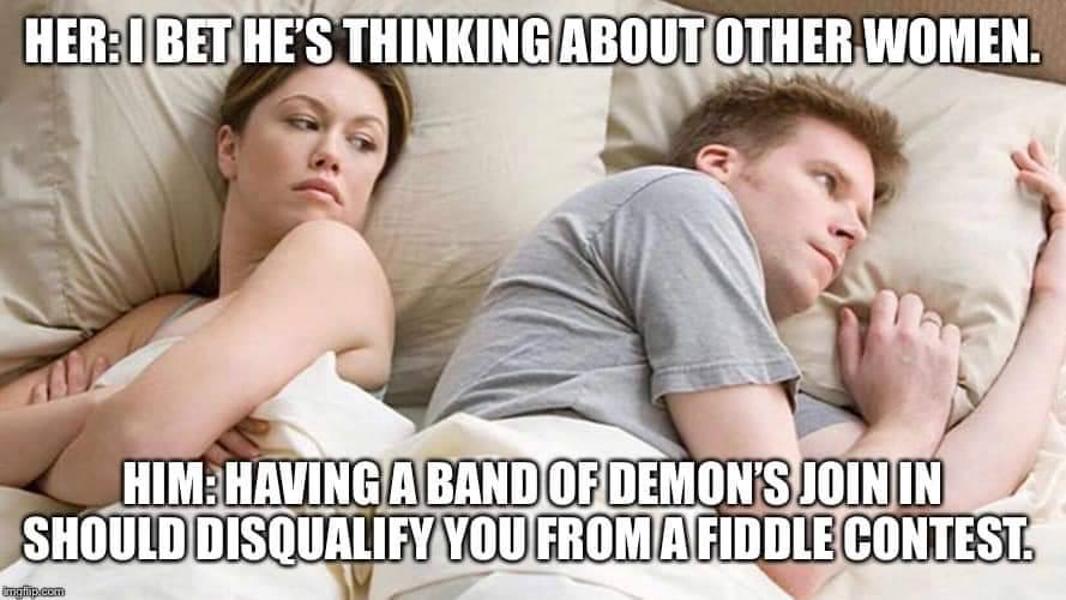 HER: I BET HE'S THINKING ABOUT OTHER WOMEN.
HIM: HAVING A BAND OF DEMON'S JOIN IN
SHOULD DISQUALIFY YOU FROM A FIDDLE CONTEST.
imgflip.com